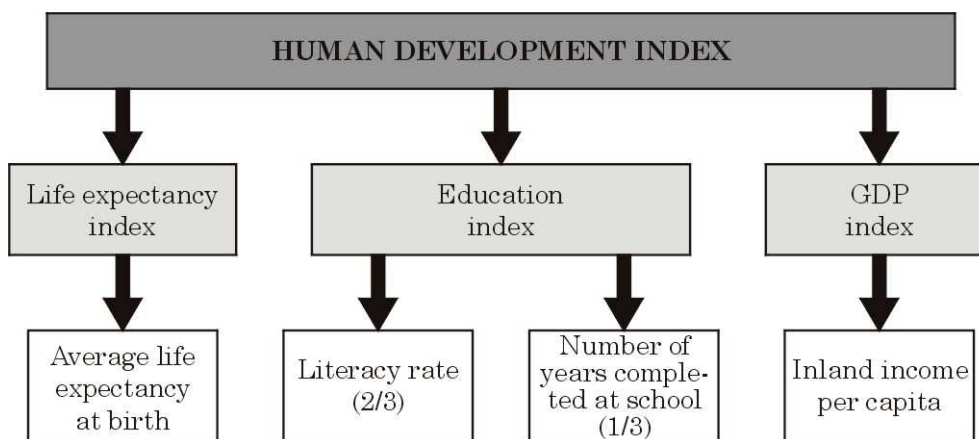 HUMAN DEVELOPMENT INDEX
Life expectancy
index
Education
index
GDP
index
Average life
expectancy
at birth
Literacy rate
(2/3)
Number of
years comple-
ted at school
(1/3)
Inland income
per capita